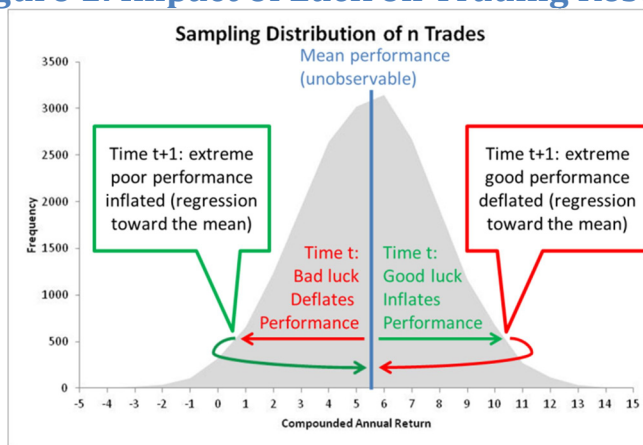 Sampling Distribution of n Trades
Mean performance
(unobservable)
3500
3000
2500
2000
1500
1000
500
0
Frequency
Time t+1: extreme
poor performance
inflated (regression
toward the mean)
Time t:
Bad luck
Deflates
Performance
Time t:
Good luck
Inflates
Performance
Time t+1: extreme
good performance
deflated (regression
toward the mean)
-5 -4 -3 -2 -1 0 1 2 3 4 5 6 7 8 9 10 11 12 13 14 15
Compounded Annual Return